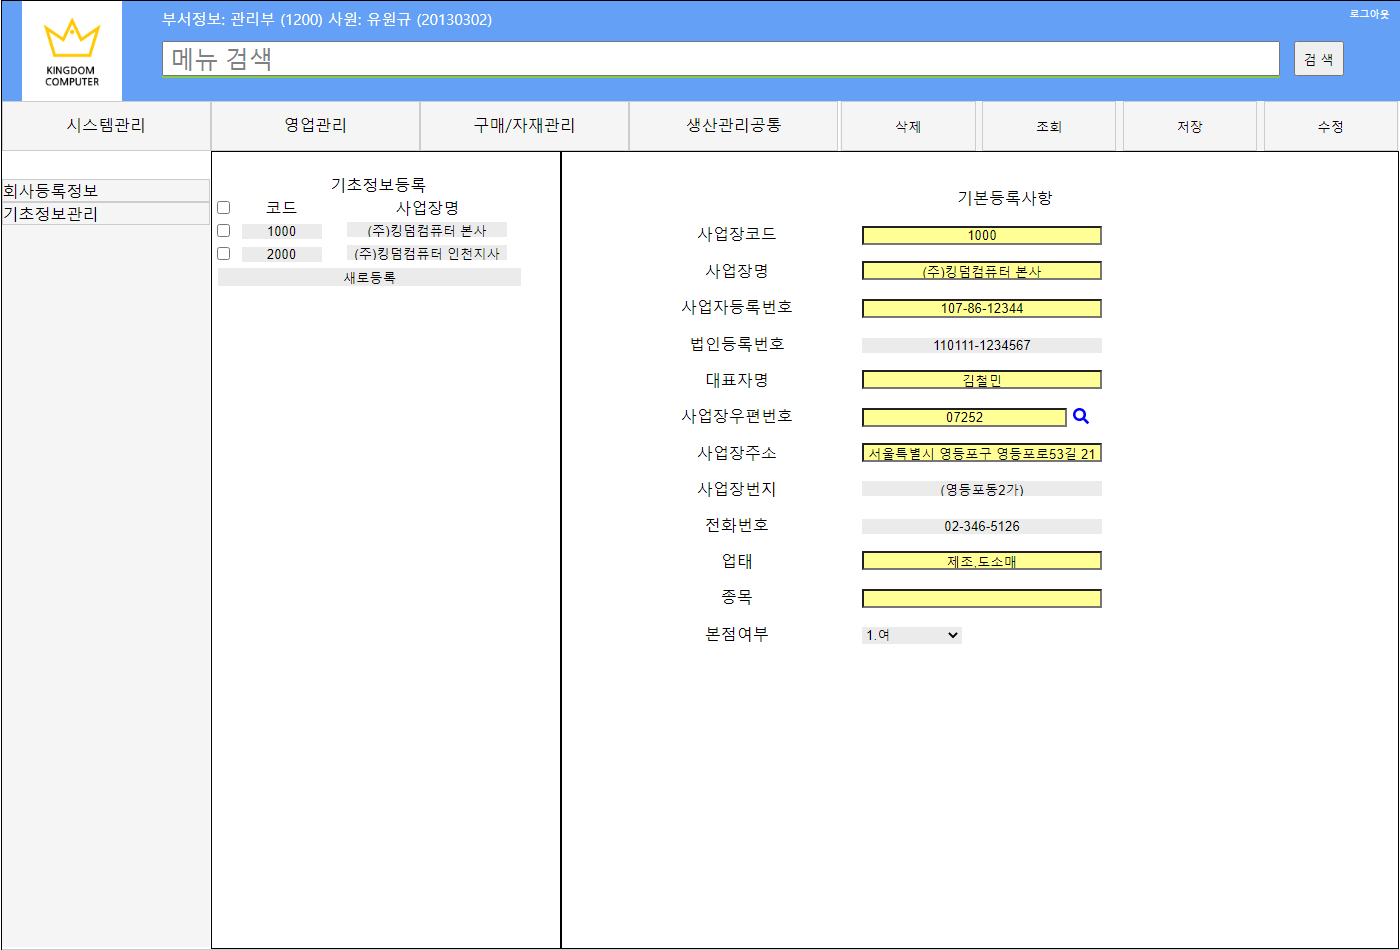 부서정보: 관리부 (1200) 사원: 유원규 (20130302)
로그아웃
KINGDOM
COMPUTER
메뉴 검색
검 색
시스템관리 영업관리 구매/자재관리 생산관리공통 삭제 조회 저장 수정
회사등록정보
기초정보관리
기초정보등록
코드 사업장명
1000 (주)킹덤컴퓨터 본사
2000 (주)킹덤컴퓨터 인천지사
새로등록
기본등록사항
사업장코드 1000
사업장명 (주)킹덤컴퓨터 본사
사업자등록번호 107-86-12344
법인등록번호 110111-1234567
대표자명 김철민
사업장우편번호 07252
사업장주소 서울특별시 영등포구 영등포로53길 21
사업장번지 (영등포동2가)
전화번호 02-346-5126
업태 제조,도소매
종목
본점여부 1.여